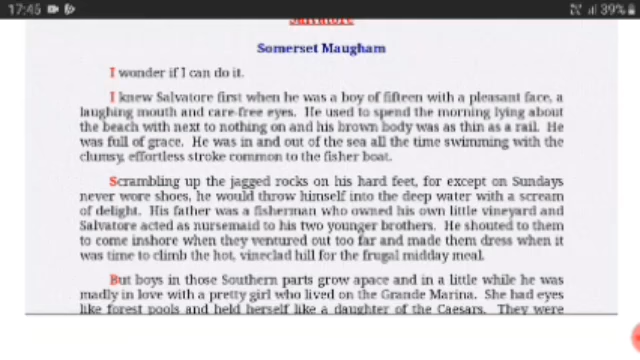 17:45 39%
Salvatore
Somerset Maugham
I wonder if I can do it.
I knew Salvatore first when he was a boy of fifteen with a pleasant face, a
laughing mouth and care-free eyes. He used to spend the morning lying about
the beach with next to nothing on and his brown body was as thin as a rail. He
was full of grace. He was in and out of the sea all the time swimming with the
clumsy, effortless stroke common to the fisher boat.
Scrambling up the jagged rocks on his hard feet, for except on Sundays
never wore shoes, he would throw himself into the deep water with a scream
of delight. His father was a fisherman who owned his own little vineyard and
Salvatore acted as nursemaid to his two younger brothers. He shouted to them
to come inshore when they ventured out too far and made them dress when it
was time to climb the hot, vineclad hill for the frugal midday meal.
But boys in those Southern parts grow apace and in a little while he was
madly in love with a pretty girl who lived on the Grande Marina. She had eyes
like forest pools and held herself like a daughter of the Caesars. They were